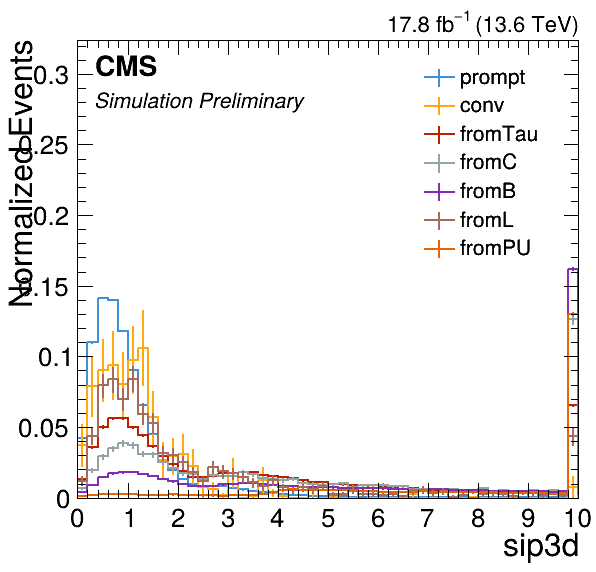 17.8 fb⁻¹ (13.6 TeV)
CMS
Simulation Preliminary
prompt
conv
fromTau
fromC
fromB
fromL
fromPU
Normalized Events
0.3
0.25
0.2
0.15
0.1
0.05
0
0 1 2 3 4 5 6 7 8 9 10
sip3d